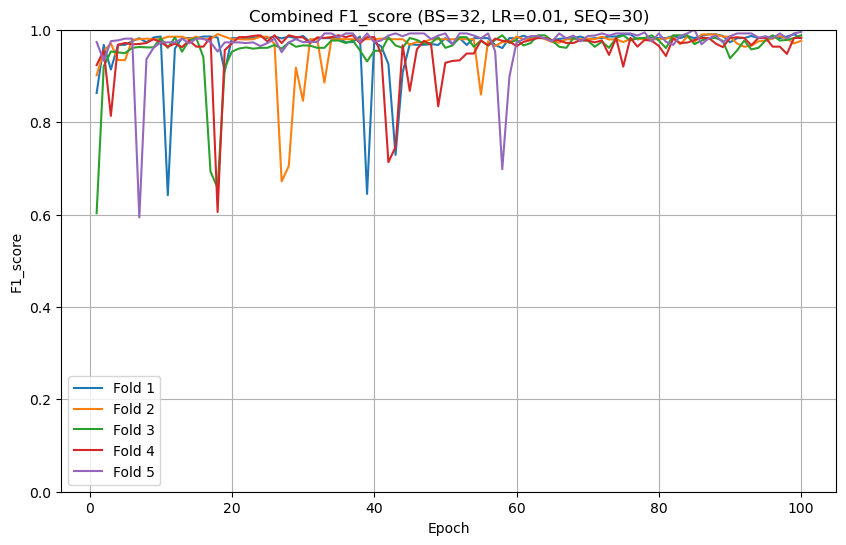 Combined F1_score (BS=32, LR=0.01, SEQ=30)
1.0
0.8
0.6
0.4
0.2
0.0
F1_score
Fold 1
Fold 2
Fold 3
Fold 4
Fold 5
0 20 40 60 80 100
Epoch